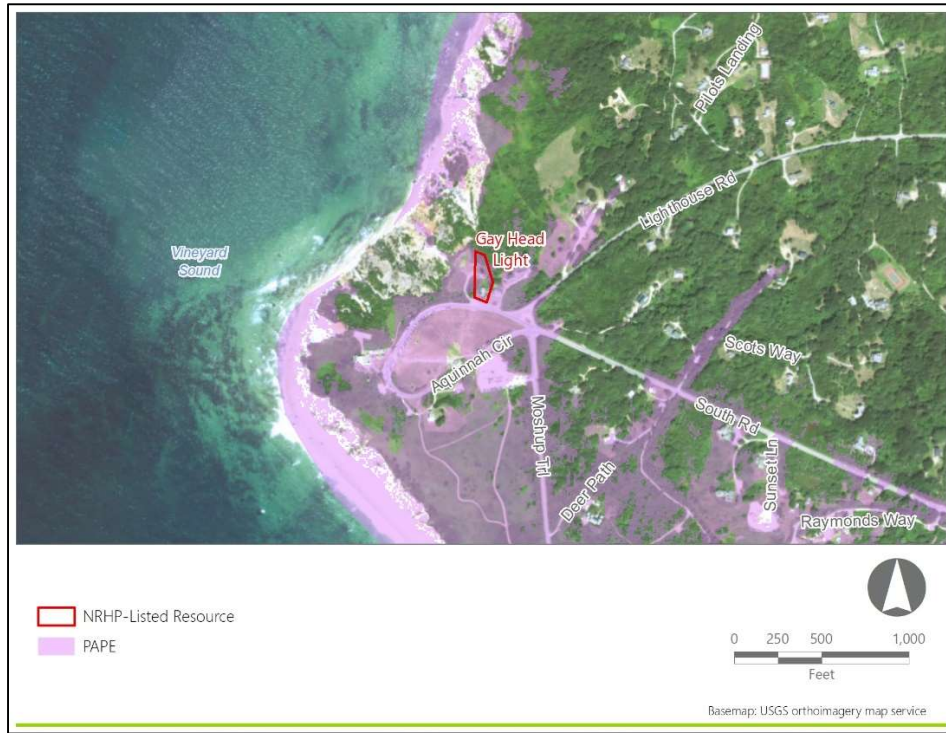 Pilots Landing
Lighthouse Rd
Gay Head
Light
Vineyard
Sound
Aquinnah Cir
Scots Way
Moshup Trl
South Rd
Deer Path
Sunset Ln
Raymonds Way
NRHP-Listed Resource
PAPE
0 250 500 1,000
Feet
Basemap: USGS orthoimagery map service